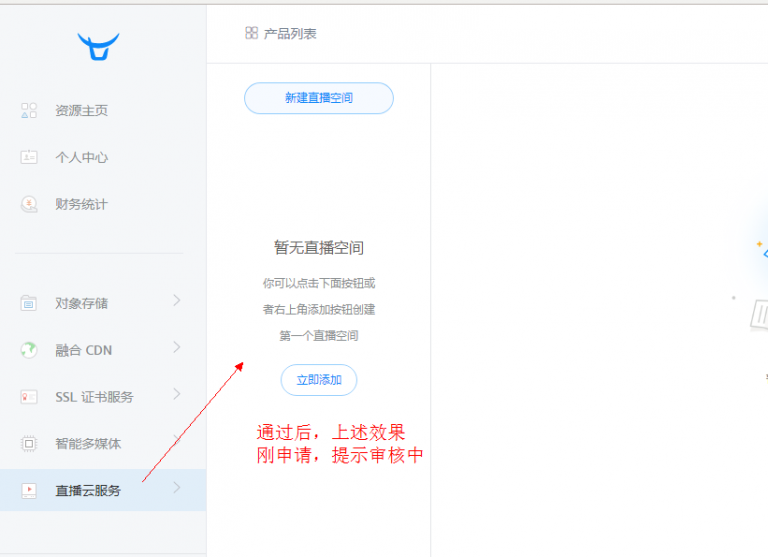 产品列表
新建直播空间
资源主页
个人中心
财务统计
暂无直播空间
你可以点击下面按钮或
者右上角添加按钮创建
第一个直播空间
立即添加
对象存储
融合 CDN
SSL 证书服务
智能多媒体
直播云服务
通过后，上述效果
刚申请，提示审核中